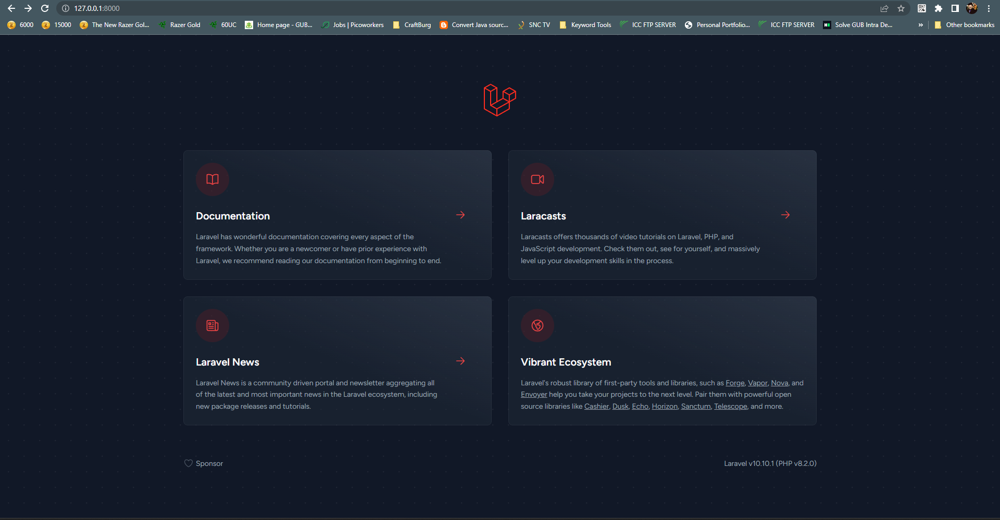 127.0.0.1:8000
6000 15000 The New Razer Gol... Razer Gold 60UC Home page - GUB... Jobs | Picoworkers CraftBurg Convert Java sourc... SNC TV Keyword Tools ICC FTP SERVER Personal Portfolio... ICC FTP SERVER Solve GUB Intra De... » Other bookmarks
Documentation
Laravel has wonderful documentation covering every aspect of the
framework. Whether you are a newcomer or have prior experience with
Laravel, we recommend reading our documentation from beginning to end.
Laracasts
Laracasts offers thousands of video tutorials on Laravel, PHP, and
JavaScript development. Check them out, see for yourself, and massively
level up your development skills in the process.
Laravel News
Laravel News is a community driven portal and newsletter aggregating all
of the latest and most important news in the Laravel ecosystem, including
new package releases and tutorials.
Vibrant Ecosystem
Laravel's robust library of first-party tools and libraries, such as Forge, Vapor, Nova, and
Envoyer help you take your projects to the next level. Pair them with powerful open
source libraries like Cashier, Dusk, Echo, Horizon, Sanctum, Telescope, and more.
Sponsor
Laravel v10.10.1 (PHP v8.2.0)